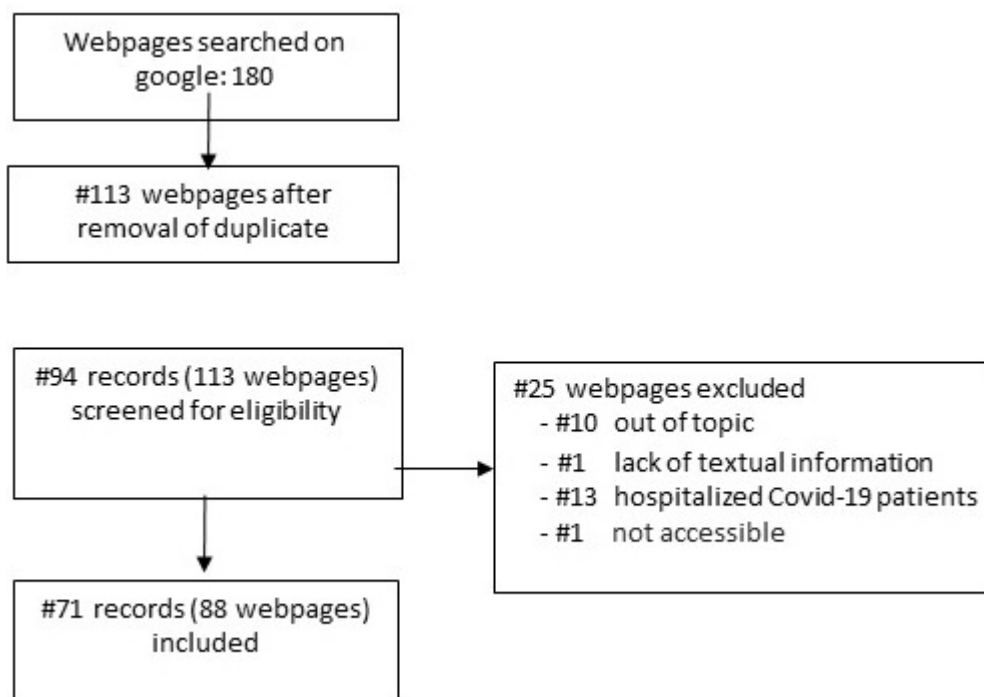 Webpages searched on
google: 180
#113 webpages after
removal of duplicate
#94 records (113 webpages)
screened for eligibility
#25 webpages excluded
- #10 out of topic
- #1 lack of textual information
- #13 hospitalized Covid-19 patients
- #1 not accessible
#71 records (88 webpages)
included